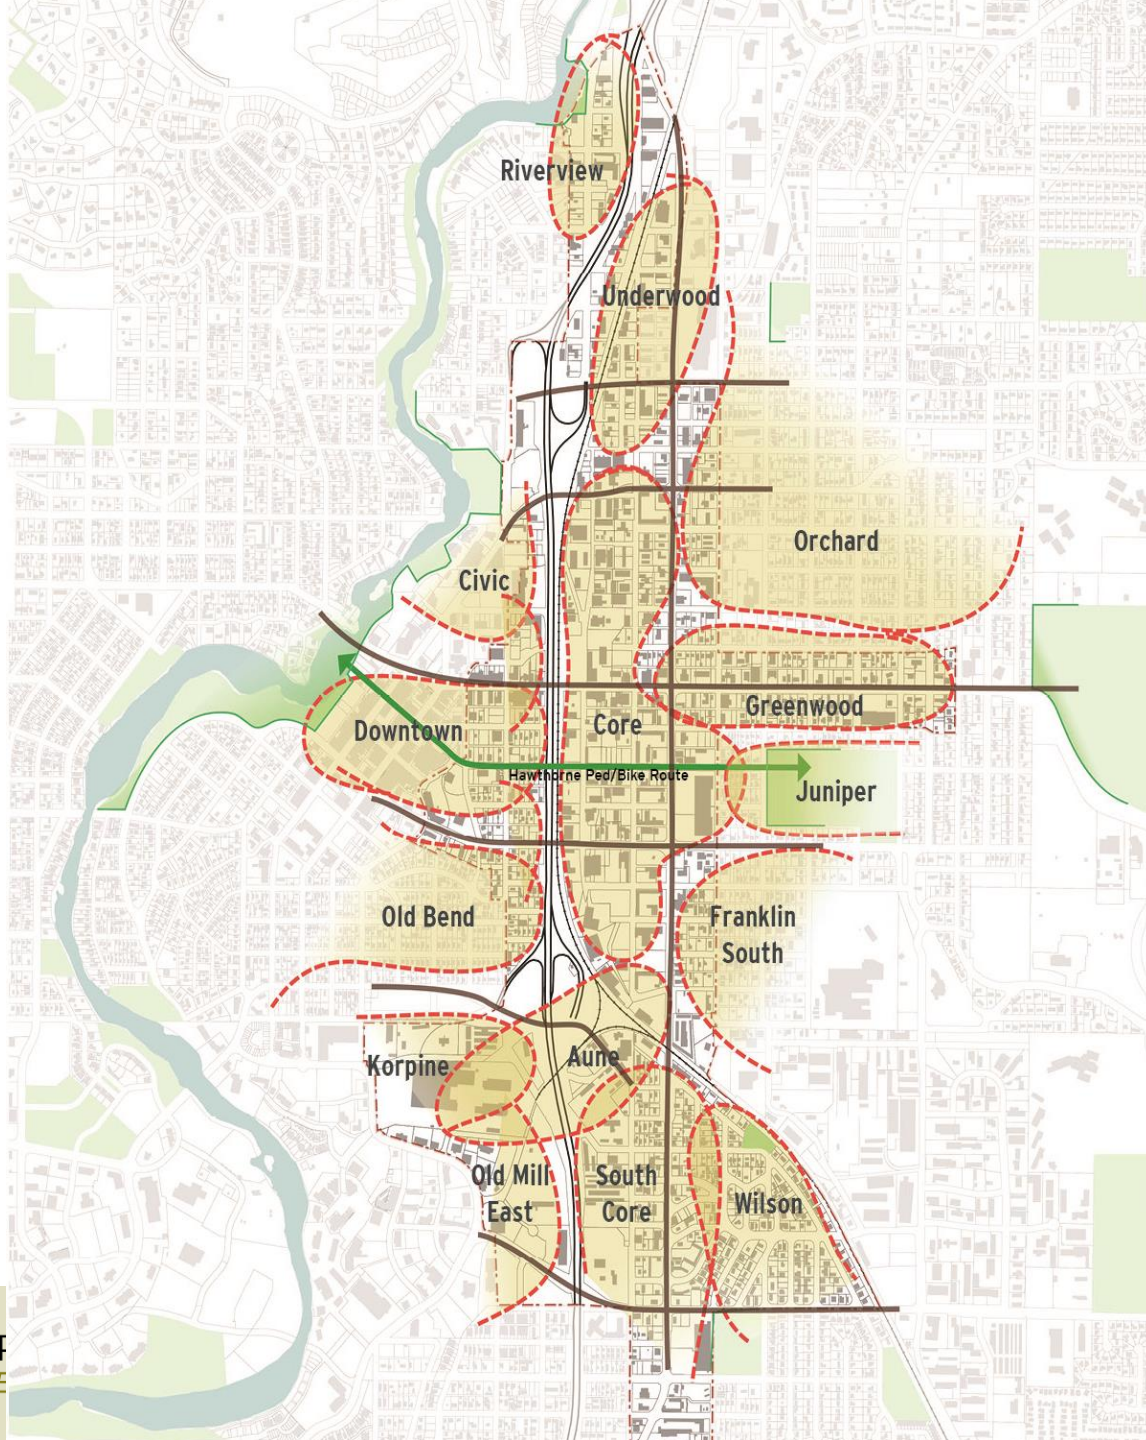 Riverview
Underwood
Orchard
Civic
Greenwood
Core
Downtown
Hawthorne Ped/Bike Route
Juniper
Old Bend
Franklin
South
Aune
Korpine
Old Mill
East
South
Core
Wilson